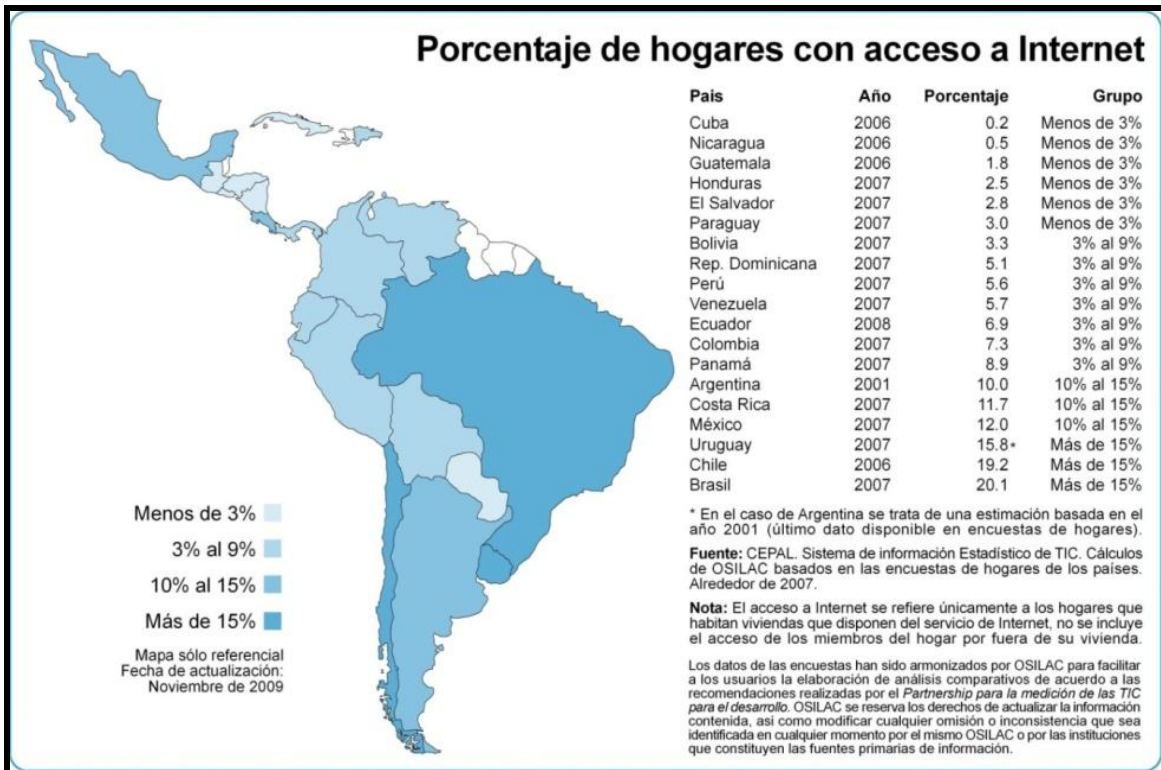 Porcentaje de hogares con acceso a Internet
Pais Año Porcentaje Grupo
Cuba 2006 0.2 Menos de 3%
Nicaragua 2006 0.5 Menos de 3%
Guatemala 2006 1.8 Menos de 3%
Honduras 2007 2.5 Menos de 3%
El Salvador 2007 2.8 Menos de 3%
Paraguay 2007 3.0 Menos de 3%
Bolivia 2007 3.3 3% al 9%
Rep. Dominicana 2007 5.1 3% al 9%
Perú 2007 5.6 3% al 9%
Venezuela 2007 5.7 3% al 9%
Ecuador 2008 6.9 3% al 9%
Colombia 2007 7.3 3% al 9%
Panamá 2007 8.9 3% al 9%
Argentina 2001 10.0 10% al 15%
Costa Rica 2007 11.7 10% al 15%
México 2007 12.0 10% al 15%
Uruguay 2007 15.8* Más de 15%
Chile 2006 19.2 Más de 15%
Brasil 2007 20.1 Más de 15%
* En el caso de Argentina se trata de una estimación basada en el
año 2001 (último dato disponible en encuestas de hogares).
Fuente: CEPAL. Sistema de información Estadístico de TIC. Cálculos
de OSILAC basados en las encuestas de hogares de los países.
Alrededor de 2007.
Nota: El acceso a Internet se refiere únicamente a los hogares que
habitan viviendas que disponen del servicio de Internet, no se incluye
el acceso de los miembros del hogar por fuera de su vivienda.
Los datos de las encuestas han sido armonizados por OSILAC para facilitar
a los usuarios la elaboración de análisis comparativos de acuerdo a las
recomendaciones realizadas por el Partnership para la medición de las TIC
para el desarrollo. OSILAC se reserva los derechos de actualizar la información
contenida, asi como modificar cualquier omisión o inconsistencia que sea
identificada en cualquier momento por el mismo OSILAC o por las instituciones
que constituyen las fuentes primarias de información.
Menos de 3%
3% al 9%
10% al 15%
Más de 15%
Mapa sólo referencial
Fecha de actualización:
Noviembre de 2009